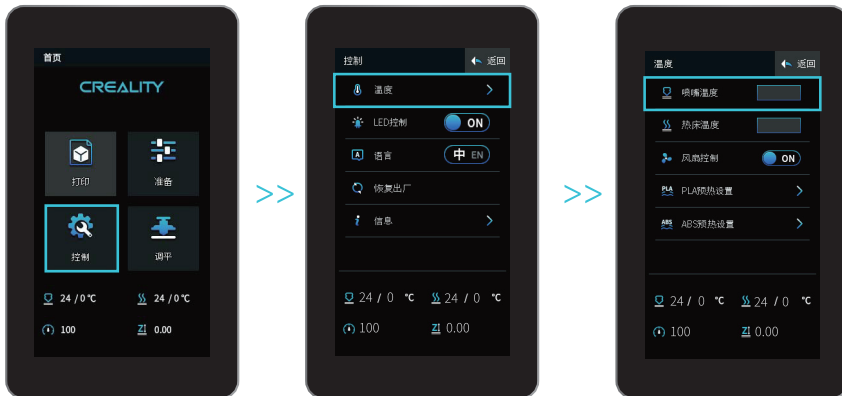 首页
CREALITY
打印
准备
控制
调平
24 / 0 ℃
24 / 0 ℃
100
0.00
>>
控制
返回
温度
LED控制
ON
语言
中 EN
恢复出厂
信息
24 / 0 ℃
24 / 0 ℃
100
0.00
>>
温度
返回
喷嘴温度
热床温度
风扇控制
ON
PLA PLA预热设置
ABS ABS预热设置
24 / 0 ℃
24 / 0 ℃
100
0.00